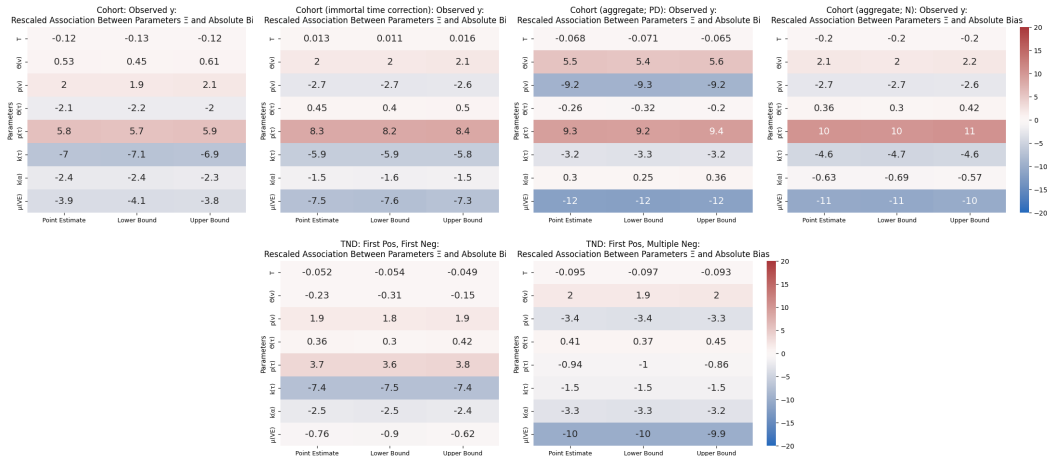 Cohort: Observed y:
Rescaled Association Between Parameters Ξ and Absolute Bi
Parameters
T -0.12 -0.13 -0.12
Θ(ν) 0.53 0.45 0.61
p(ν) 2 1.9 2.1
Θ(τ) -2.1 -2.2 -2
p(τ) 5.8 5.7 5.9
k(τ) -7 -7.1 -6.9
k(α) -2.4 -2.4 -2.3
μ(VE) -3.9 -4.1 -3.8
Point Estimate Lower Bound Upper Bound
Cohort (immortal time correction): Observed y:
Rescaled Association Between Parameters Ξ and Absolute Bi
Parameters
T 0.013 0.011 0.016
Θ(ν) 2 2 2.1
p(ν) -2.7 -2.7 -2.6
Θ(τ) 0.45 0.4 0.5
p(τ) 8.3 8.2 8.4
k(τ) -5.9 -5.9 -5.8
k(α) -1.5 -1.6 -1.5
μ(VE) -7.5 -7.6 -7.3
Point Estimate Lower Bound Upper Bound
Cohort (aggregate; PD): Observed y:
Rescaled Association Between Parameters Ξ and Absolute Bi
Parameters
T -0.068 -0.071 -0.065
Θ(ν) 5.5 5.4 5.6
p(ν) -9.2 -9.3 -9.2
Θ(τ) -0.26 -0.32 -0.2
p(τ) 9.3 9.2 9.4
k(τ) -3.2 -3.3 -3.2
k(α) 0.3 0.25 0.36
μ(VE) -12 -12 -12
Point Estimate Lower Bound Upper Bound
Cohort (aggregate; N): Observed y:
Rescaled Association Between Parameters Ξ and Absolute Bias
Parameters
T -0.2 -0.2 -0.2
Θ(ν) 2.1 2 2.2
p(ν) -2.7 -2.7 -2.6
Θ(τ) 0.36 0.3 0.42
p(τ) 10 10 11
k(τ) -4.6 -4.7 -4.6
k(α) -0.63 -0.69 -0.57
μ(VE) -11 -11 -10
Point Estimate Lower Bound Upper Bound
20
15
10
5
0
−5
−10
−15
−20
TND: First Pos, First Neg:
Rescaled Association Between Parameters Ξ and Absolute Bi
Parameters
T -0.052 -0.054 -0.049
Θ(ν) -0.23 -0.31 -0.15
p(ν) 1.9 1.8 1.9
Θ(τ) 0.36 0.3 0.42
p(τ) 3.7 3.6 3.8
k(τ) -7.4 -7.5 -7.4
k(α) -2.5 -2.5 -2.4
μ(VE) -0.76 -0.9 -0.62
Point Estimate Lower Bound Upper Bound
TND: First Pos, Multiple Neg:
Rescaled Association Between Parameters Ξ and Absolute Bias
Parameters
T -0.095 -0.097 -0.093
Θ(ν) 2 1.9 2
p(ν) -3.4 -3.4 -3.3
Θ(τ) 0.41 0.37 0.45
p(τ) -0.94 -1 -0.86
k(τ) -1.5 -1.5 -1.5
k(α) -3.3 -3.3 -3.2
μ(VE) -10 -10 -9.9
Point Estimate Lower Bound Upper Bound
20
15
10
5
0
−5
−10
−15
−20